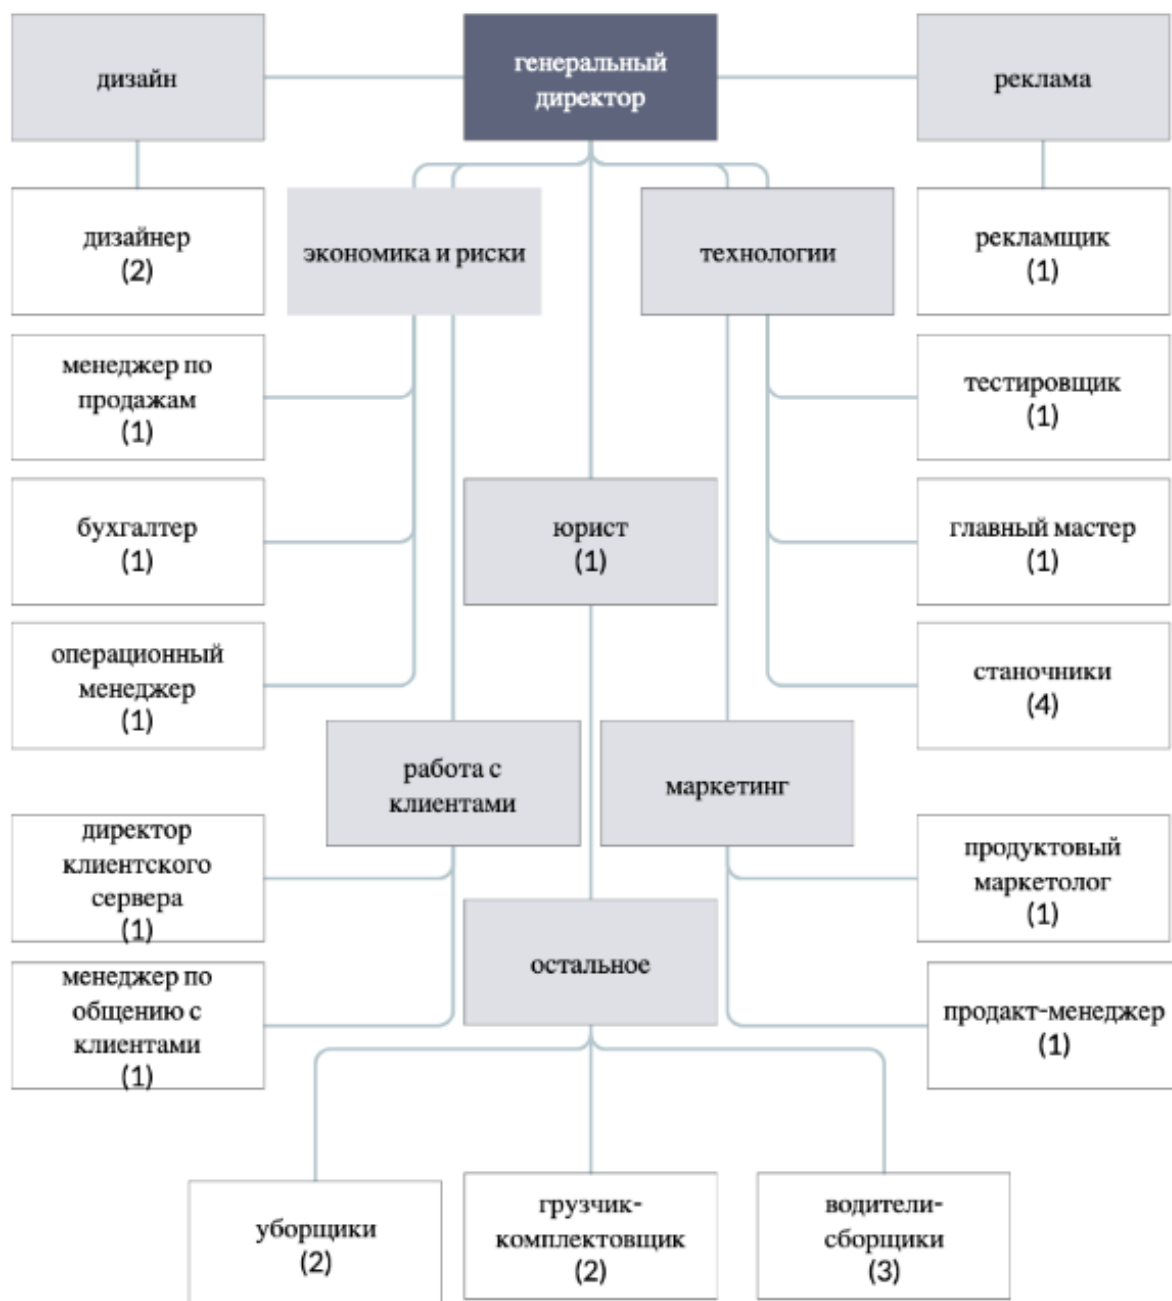 дизайн
генеральный
директор
реклама
дизайнер
(2)
экономика и риски
технологии
рекламщик
(1)
менеджер по
продажам
(1)
тестировщик
(1)
бухгалтер
(1)
юрист
(1)
главный мастер
(1)
операционный
менеджер
(1)
станочники
(4)
работа с
клиентами
маркетинг
директор
клиентского
сервера
(1)
продуктовый
маркетолог
(1)
остальное
менеджер по
общению с
клиентами
(1)
продакт-менеджер
(1)
уборщики
(2)
грузчик-
комплектовщик
(2)
водители-
сборщики
(3)